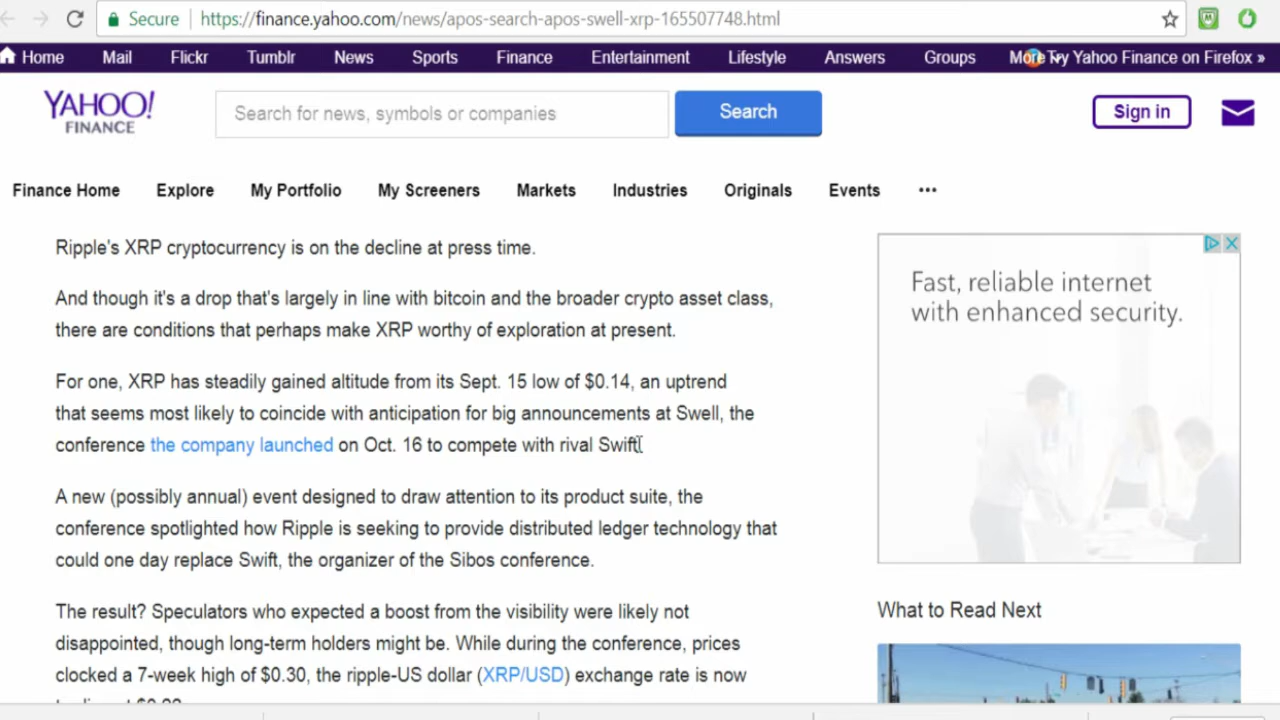 Secure https://finance.yahoo.com/news/apos-search-apos-swell-xrp-165507748.html
Home Mail Flickr Tumblr News Sports Finance Entertainment Lifestyle Answers Groups More Try Yahoo Finance on Firefox »
YAHOO!
FINANCE
Search for news, symbols or companies
Search
Sign in
Finance Home Explore My Portfolio My Screeners Markets Industries Originals Events •••
Ripple's XRP cryptocurrency is on the decline at press time.
And though it's a drop that's largely in line with bitcoin and the broader crypto asset class,
there are conditions that perhaps make XRP worthy of exploration at present.
For one, XRP has steadily gained altitude from its Sept. 15 low of $0.14, an uptrend
that seems most likely to coincide with anticipation for big announcements at Swell, the
conference the company launched on Oct. 16 to compete with rival Swift.
A new (possibly annual) event designed to draw attention to its product suite, the
conference spotlighted how Ripple is seeking to provide distributed ledger technology that
could one day replace Swift, the organizer of the Sibos conference.
The result? Speculators who expected a boost from the visibility were likely not
disappointed, though long-term holders might be. While during the conference, prices
clocked a 7-week high of $0.30, the ripple-US dollar (XRP/USD) exchange rate is now
Fast, reliable internet
with enhanced security.
What to Read Next